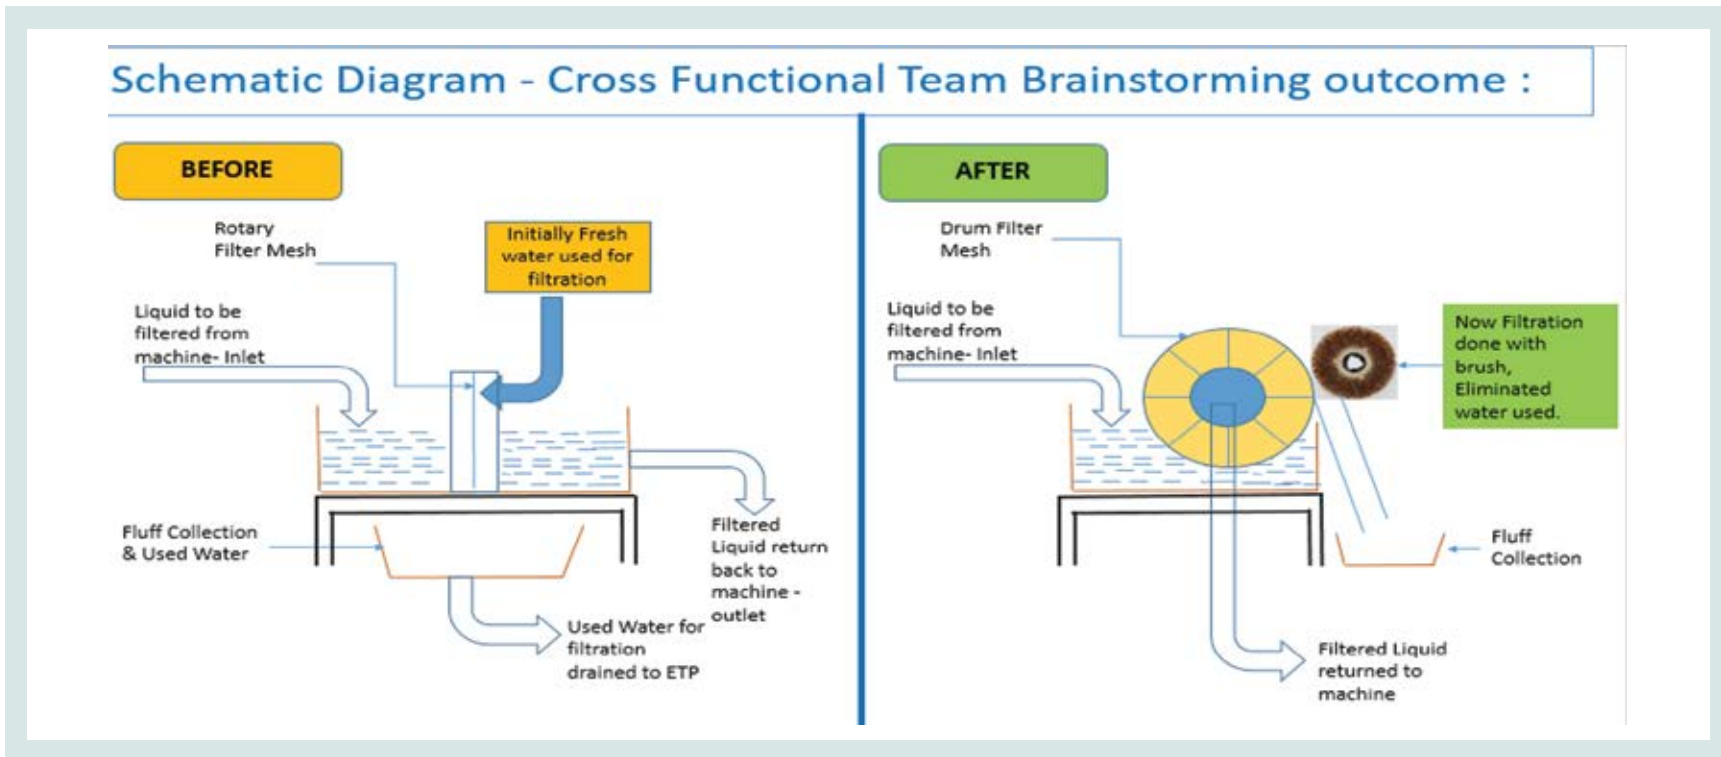 Schematic Diagram - Cross Functional Team Brainstorming outcome :
BEFORE
Rotary
Filter Mesh
Initially Fresh
water used for
filtration
Liquid to be
filtered from
machine- Inlet
Fluff Collection
& Used Water
Filtered
Liquid return
back to
machine -
outlet
Used Water for
filtration
drained to ETP
AFTER
Drum Filter
Mesh
Liquid to be
filtered from
machine- Inlet
Now Filtration
done with
brush,
Eliminated
water used.
Fluff
Collection
Filtered Liquid
returned to
machine